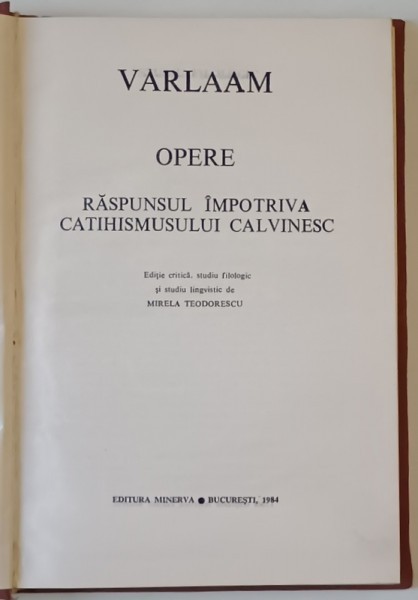 VARLAAM
OPERE
RĂSPUNSUL ÎMPOTRIVA
CATIHISMUSULUI CALVINESC
Ediție critică, studiu filologic
și studiu lingvistic de
MIRELA TEODORESCU
EDITURA MINERVA ● BUCUREȘTI, 1984